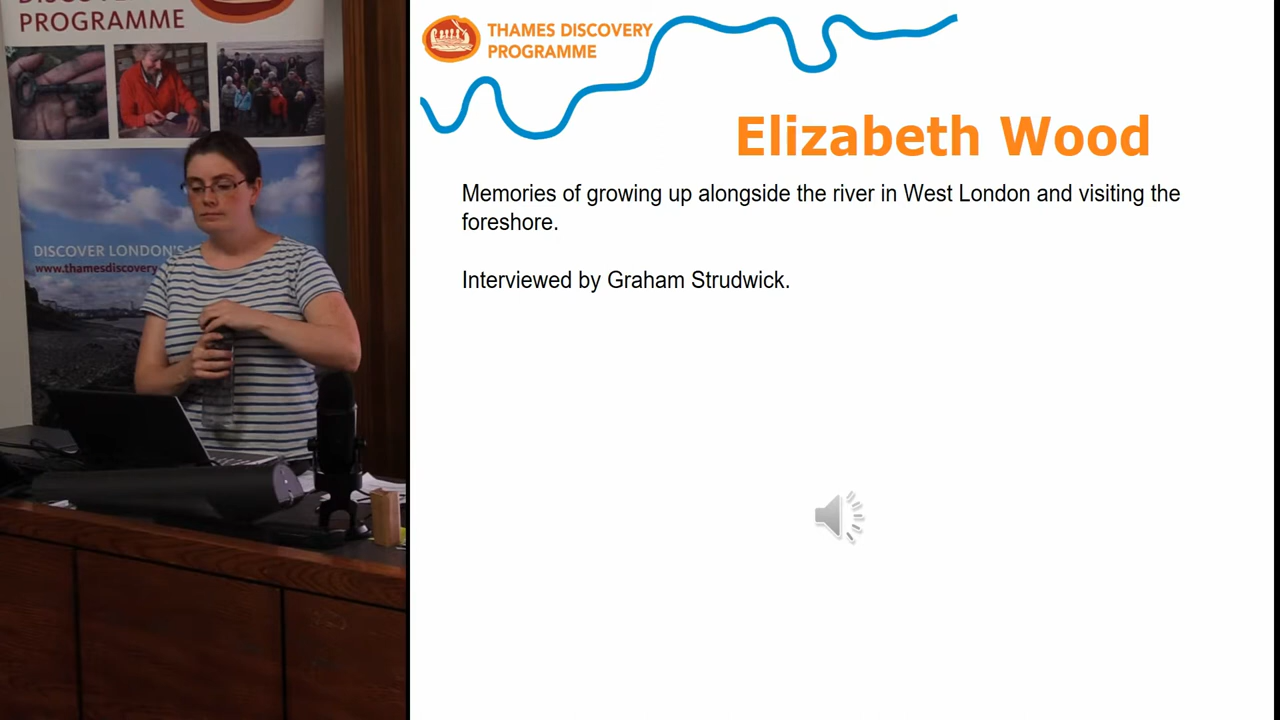 PROGRAMME
DISCOVER LONDON'S
www.thamesdiscovery
THAMES DISCOVERY
PROGRAMME
Elizabeth Wood
Memories of growing up alongside the river in West London and visiting the
foreshore.
Interviewed by Graham Strudwick.